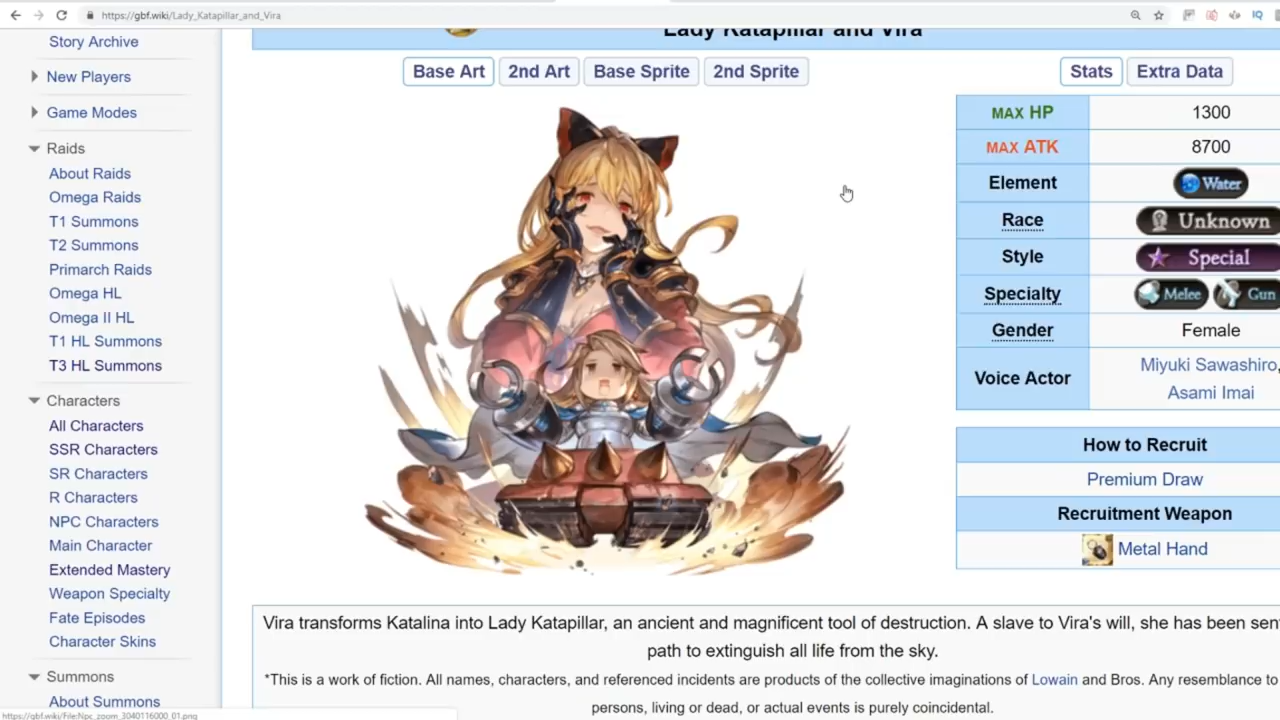 https://gbf.wiki/Lady_Katapillar_and_Vira
Story Archive
New Players
Game Modes
Raids
About Raids
Omega Raids
T1 Summons
T2 Summons
Primarch Raids
Omega HL
Omega II HL
T1 HL Summons
T3 HL Summons
Characters
All Characters
SSR Characters
SR Characters
R Characters
NPC Characters
Main Character
Extended Mastery
Weapon Specialty
Fate Episodes
Character Skins
Summons
About Summons
Lady Katapillar and Vira
Base Art 2nd Art Base Sprite 2nd Sprite
Stats Extra Data
MAX HP 1300
MAX ATK 8700
Element Water
Race Unknown
Style Special
Specialty Melee Gun
Gender Female
Voice Actor Miyuki Sawashiro,
Asami Imai
How to Recruit
Premium Draw
Recruitment Weapon
Metal Hand
Vira transforms Katalina into Lady Katapillar, an ancient and magnificent tool of destruction. A slave to Vira's will, she has been sent
path to extinguish all life from the sky.
*This is a work of fiction. All names, characters, and referenced incidents are products of the collective imaginations of Lowain and Bros. Any resemblance to
persons, living or dead, or actual events is purely coincidental.
https://gbf.wiki/File:Npc_zoom_3040116000_01.png